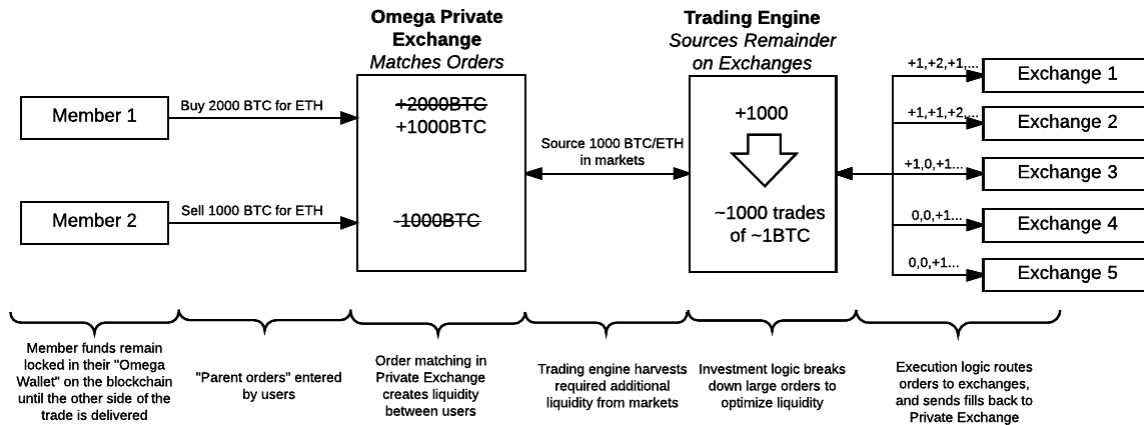 Omega Private
Exchange
Matches Orders
Trading Engine
Sources Remainder
on Exchanges
Member 1
Buy 2000 BTC for ETH
+2000BTC
+1000BTC
Member 2
Sell 1000 BTC for ETH
-1000BTC
Source 1000 BTC/ETH
in markets
+1000
~1000 trades
of ~1BTC
+1,+2,+1,...
Exchange 1
+1,+1,+2,...
Exchange 2
+1,0,+1...
Exchange 3
0,0,+1...
Exchange 4
0,0,+1...
Exchange 5
Member funds remain
locked in their "Omega
Wallet" on the blockchain
until the other side of the
trade is delivered
"Parent orders" entered
by users
Order matching in
Private Exchange
creates liquidity
between users
Trading engine harvests
required additional
liquidity from markets
Investment logic breaks
down large orders to
optimize liquidity
Execution logic routes
orders to exchanges,
and sends fills back to
Private Exchange